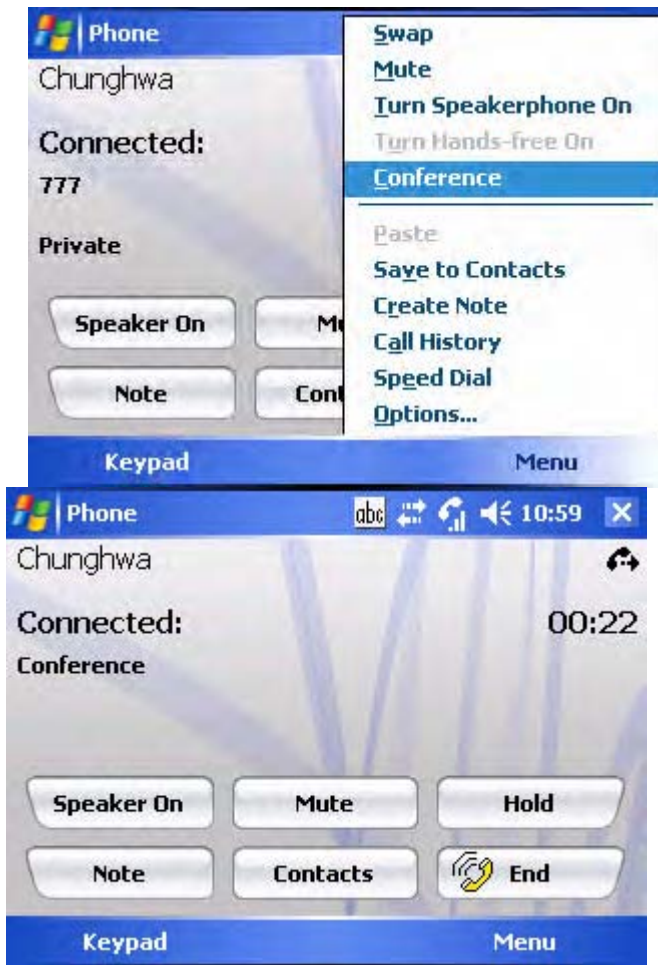 Phone
Chunghwa
Connected:
777
Private
Speaker On
Note
Swap
Mute
Turn Speakerphone On
Turn Hands-free On
Conference
Paste
Save to Contacts
Create Note
Call History
Speed Dial
Options...
Keypad Menu
Phone abc 10:59
Chunghwa
Connected: 00:22
Conference
Speaker On Mute Hold
Note Contacts End
Keypad Menu